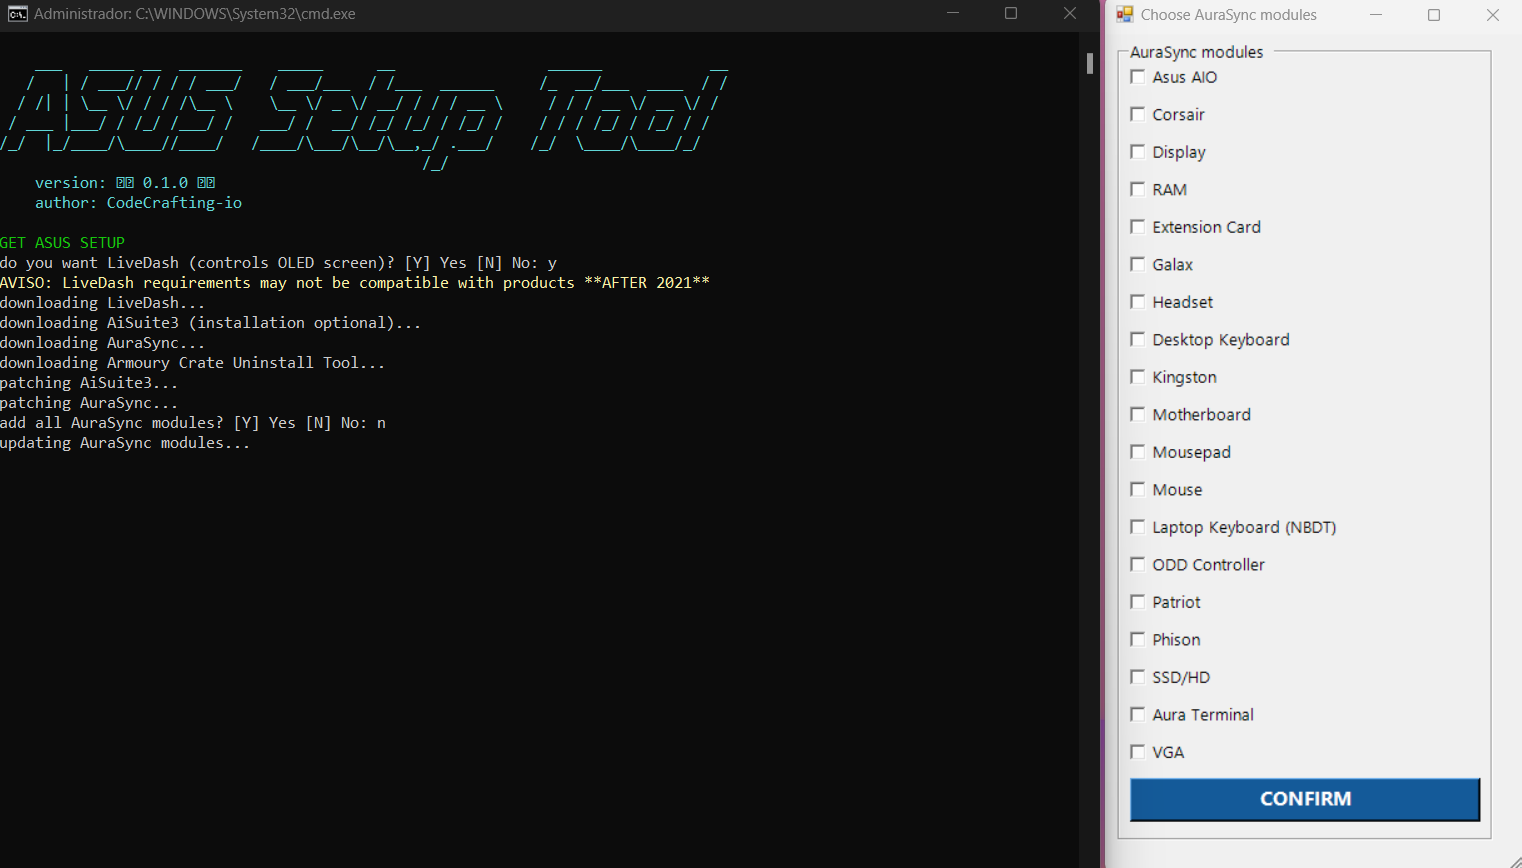 Administrador: C:\WINDOWS\System32\cmd.exe
ASUS Setup Tool
version: 0.1.0
author: CodeCrafting-io
GET ASUS SETUP
do you want LiveDash (controls OLED screen)? [Y] Yes [N] No: y
AVISO: LiveDash requirements may not be compatible with products **AFTER 2021**
downloading LiveDash...
downloading AiSuite3 (installation optional)...
downloading AuraSync...
downloading Armoury Crate Uninstall Tool...
patching AiSuite3...
patching AuraSync...
add all AuraSync modules? [Y] Yes [N] No: n
updating AuraSync modules...
Choose AuraSync modules
AuraSync modules
Asus AIO
Corsair
Display
RAM
Extension Card
Galax
Headset
Desktop Keyboard
Kingston
Motherboard
Mousepad
Mouse
Laptop Keyboard (NBDT)
ODD Controller
Patriot
Phison
SSD/HD
Aura Terminal
VGA
CONFIRM